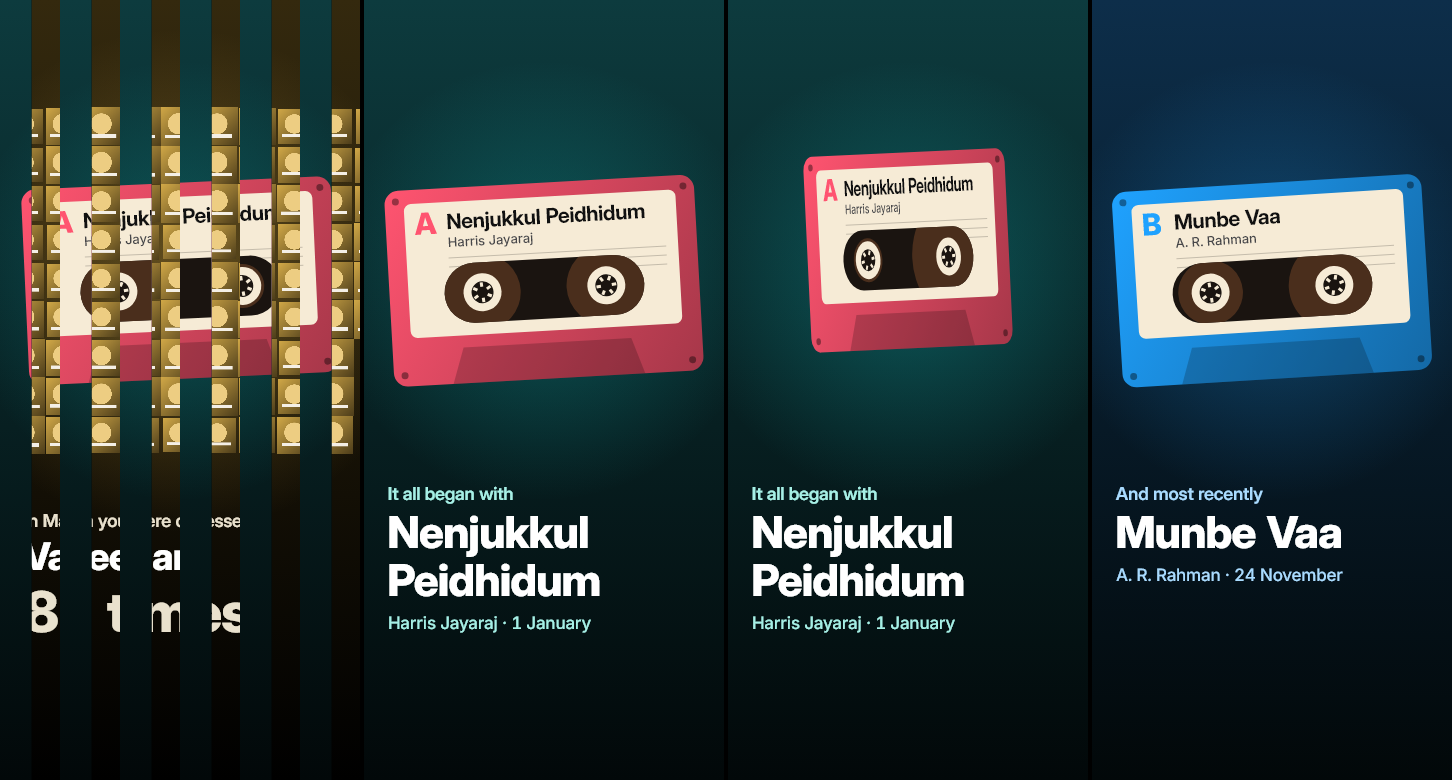 A Nenjukkul Peidhidum
Harris Jayaraj
It all began with
Nenjukkul
Peidhidum
Harris Jayaraj · 1 January
A Nenjukkul Peidhidum
Harris Jayaraj
It all began with
Nenjukkul
Peidhidum
Harris Jayaraj · 1 January
B Munbe Vaa
A. R. Rahman
And most recently
Munbe Vaa
A. R. Rahman · 24 November